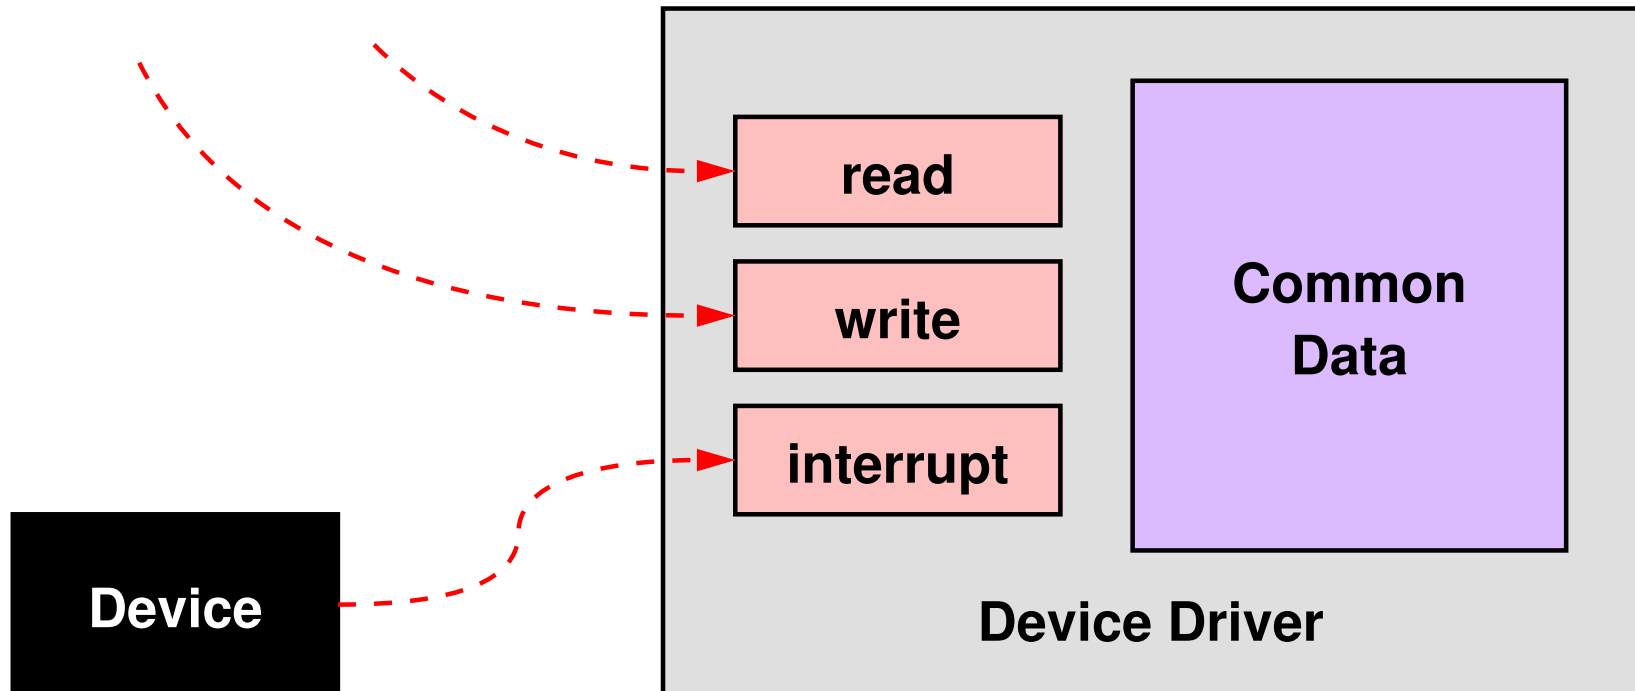 read
write
interrupt
Common
Data
Device
Device Driver